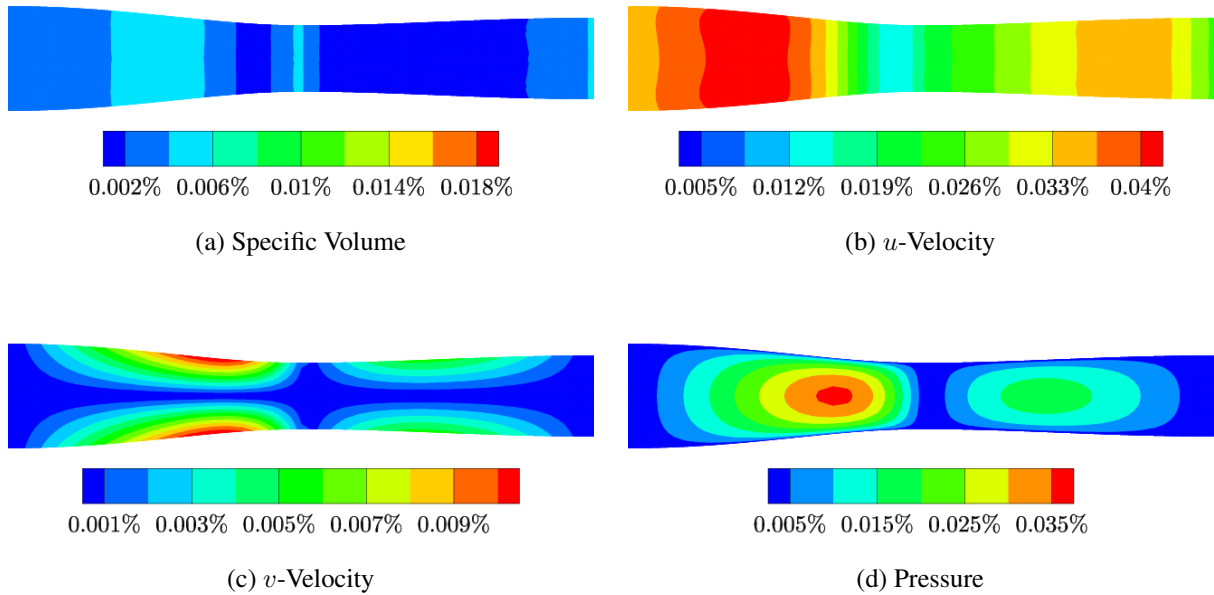 0.002% 0.006% 0.01% 0.014% 0.018%
(a) Specific Volume
0.005% 0.012% 0.019% 0.026% 0.033% 0.04%
(b) u-Velocity
0.001% 0.003% 0.005% 0.007% 0.009%
(c) v-Velocity
0.005% 0.015% 0.025% 0.035%
(d) Pressure